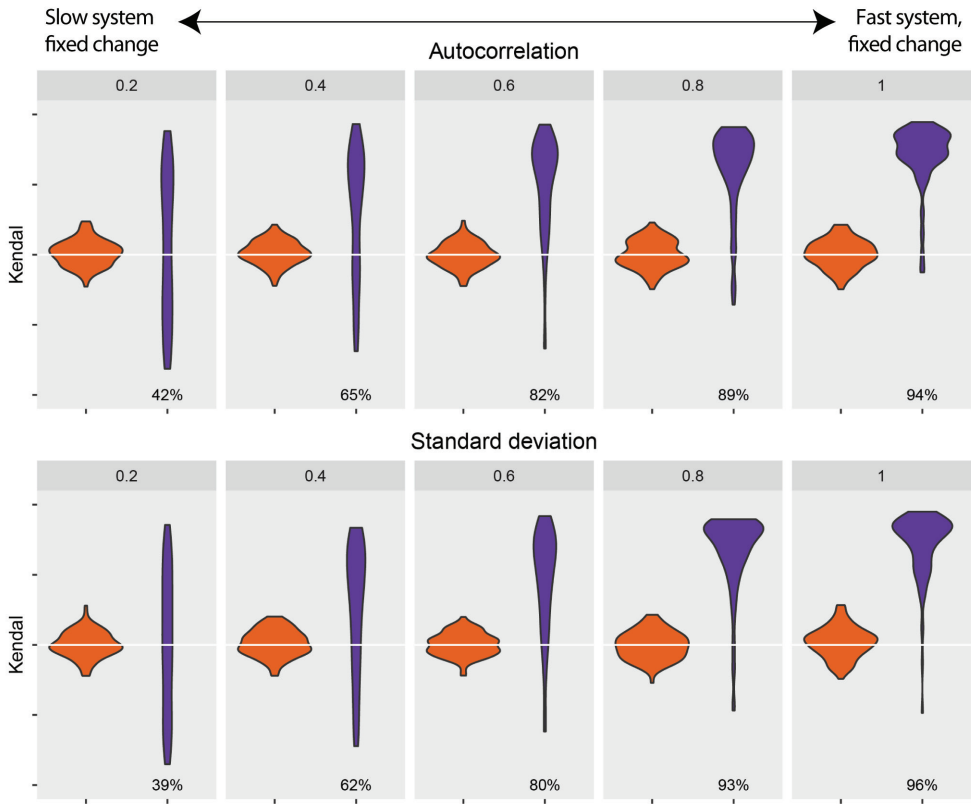 Slow system
fixed change
Fast system,
fixed change
Autocorrelation
0.2 0.4 0.6 0.8 1
Kendal
42% 65% 82% 89% 94%
Standard deviation
0.2 0.4 0.6 0.8 1
Kendal
39% 62% 80% 93% 96%